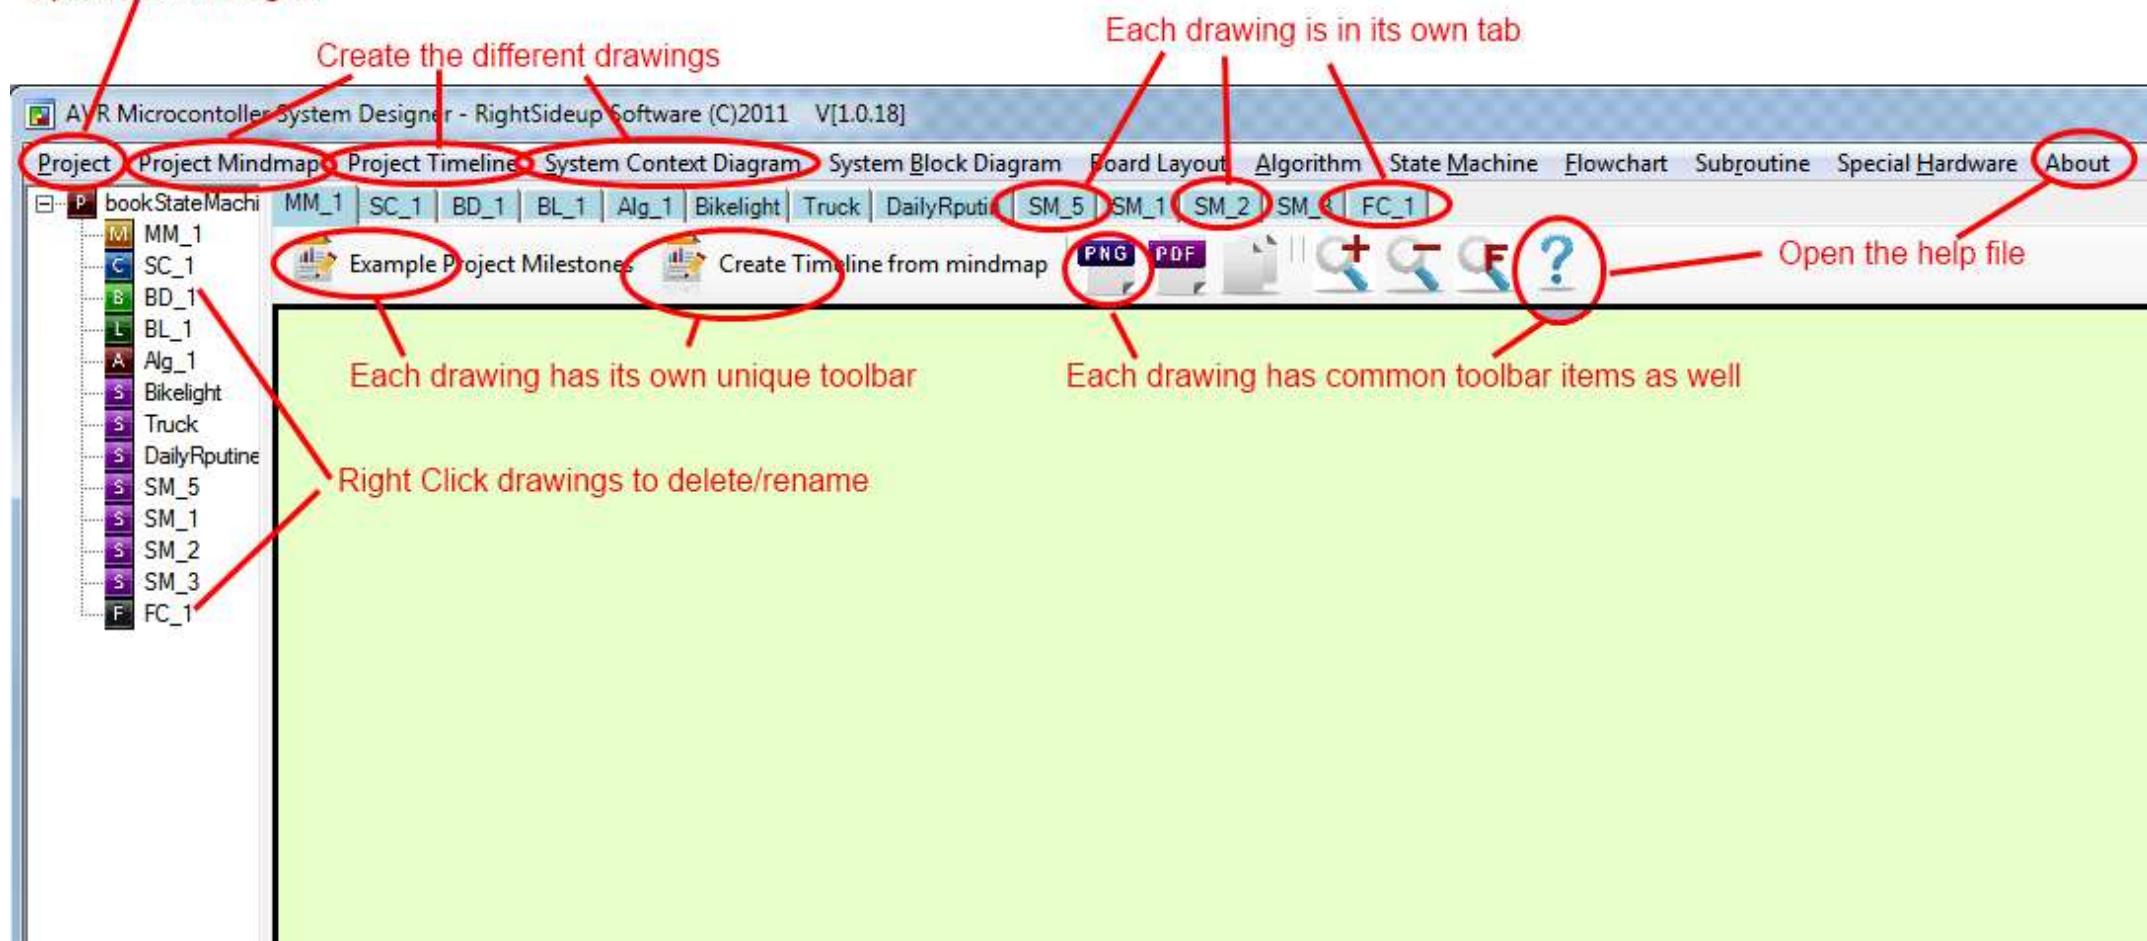 Create the different drawings
Each drawing is in its own tab
AVR Microcontoller System Designer - RightSideup Software (C)2011 V[1.0.18]
Project Project Mindmap Project Timeline System Context Diagram System Block Diagram Board Layout Algorithm State Machine Flowchart Subroutine Special Hardware About
P bookStateMachi
MM_1 SC_1 BD_1 BL_1 Alg_1 Bikelight Truck DailyRputin SM_5 SM_1 SM_2 SM_3 FC_1
M MM_1
C SC_1
B BD_1
L BL_1
A Alg_1
S Bikelight
S Truck
S DailyRputine
S SM_5
S SM_1
S SM_2
S SM_3
F FC_1
Example Project Milestones Create Timeline from mindmap PNG PDF F ?
Open the help file
Each drawing has its own unique toolbar
Each drawing has common toolbar items as well
Right Click drawings to delete/rename